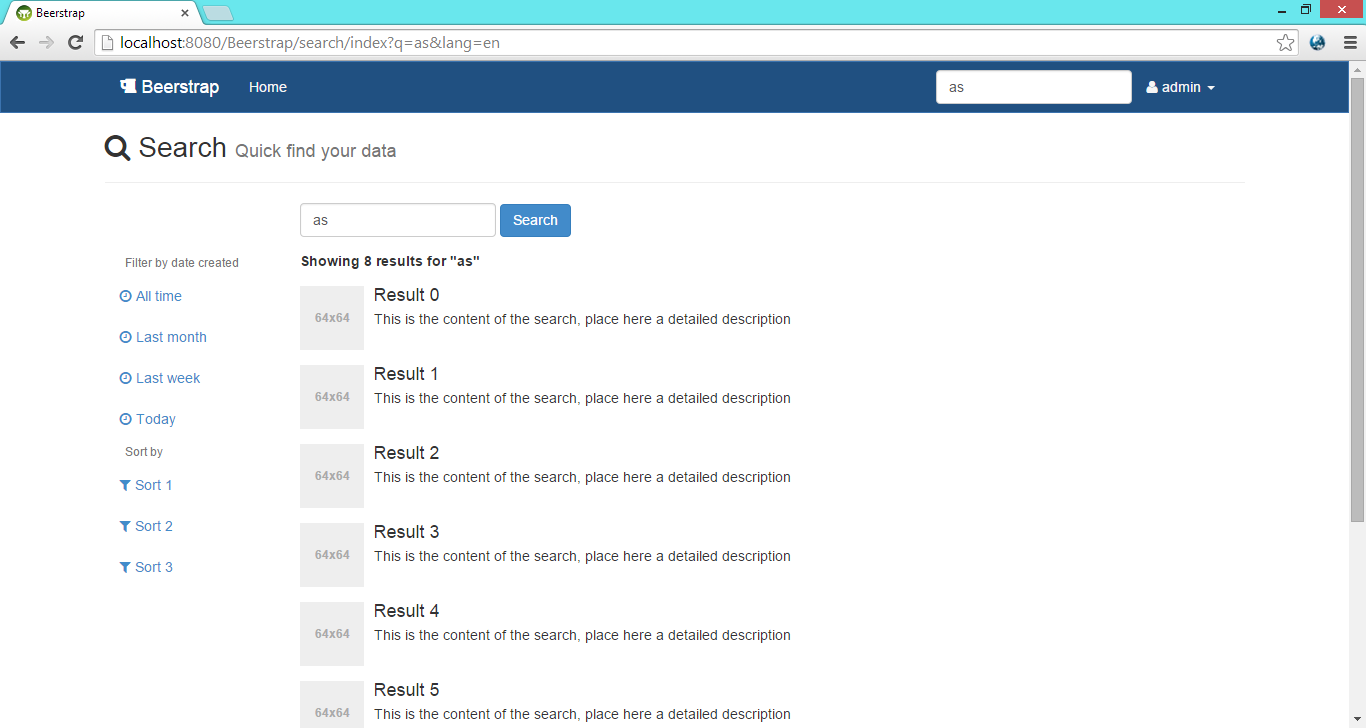 Beerstrap
localhost:8080/Beerstrap/search/index?q=as&lang=en
Beerstrap Home as admin
Search Quick find your data
as Search
Filter by date created
All time
Last month
Last week
Today
Sort by
Sort 1
Sort 2
Sort 3
Showing 8 results for "as"
64x64
Result 0
This is the content of the search, place here a detailed description
64x64
Result 1
This is the content of the search, place here a detailed description
64x64
Result 2
This is the content of the search, place here a detailed description
64x64
Result 3
This is the content of the search, place here a detailed description
64x64
Result 4
This is the content of the search, place here a detailed description
64x64
Result 5
This is the content of the search, place here a detailed description